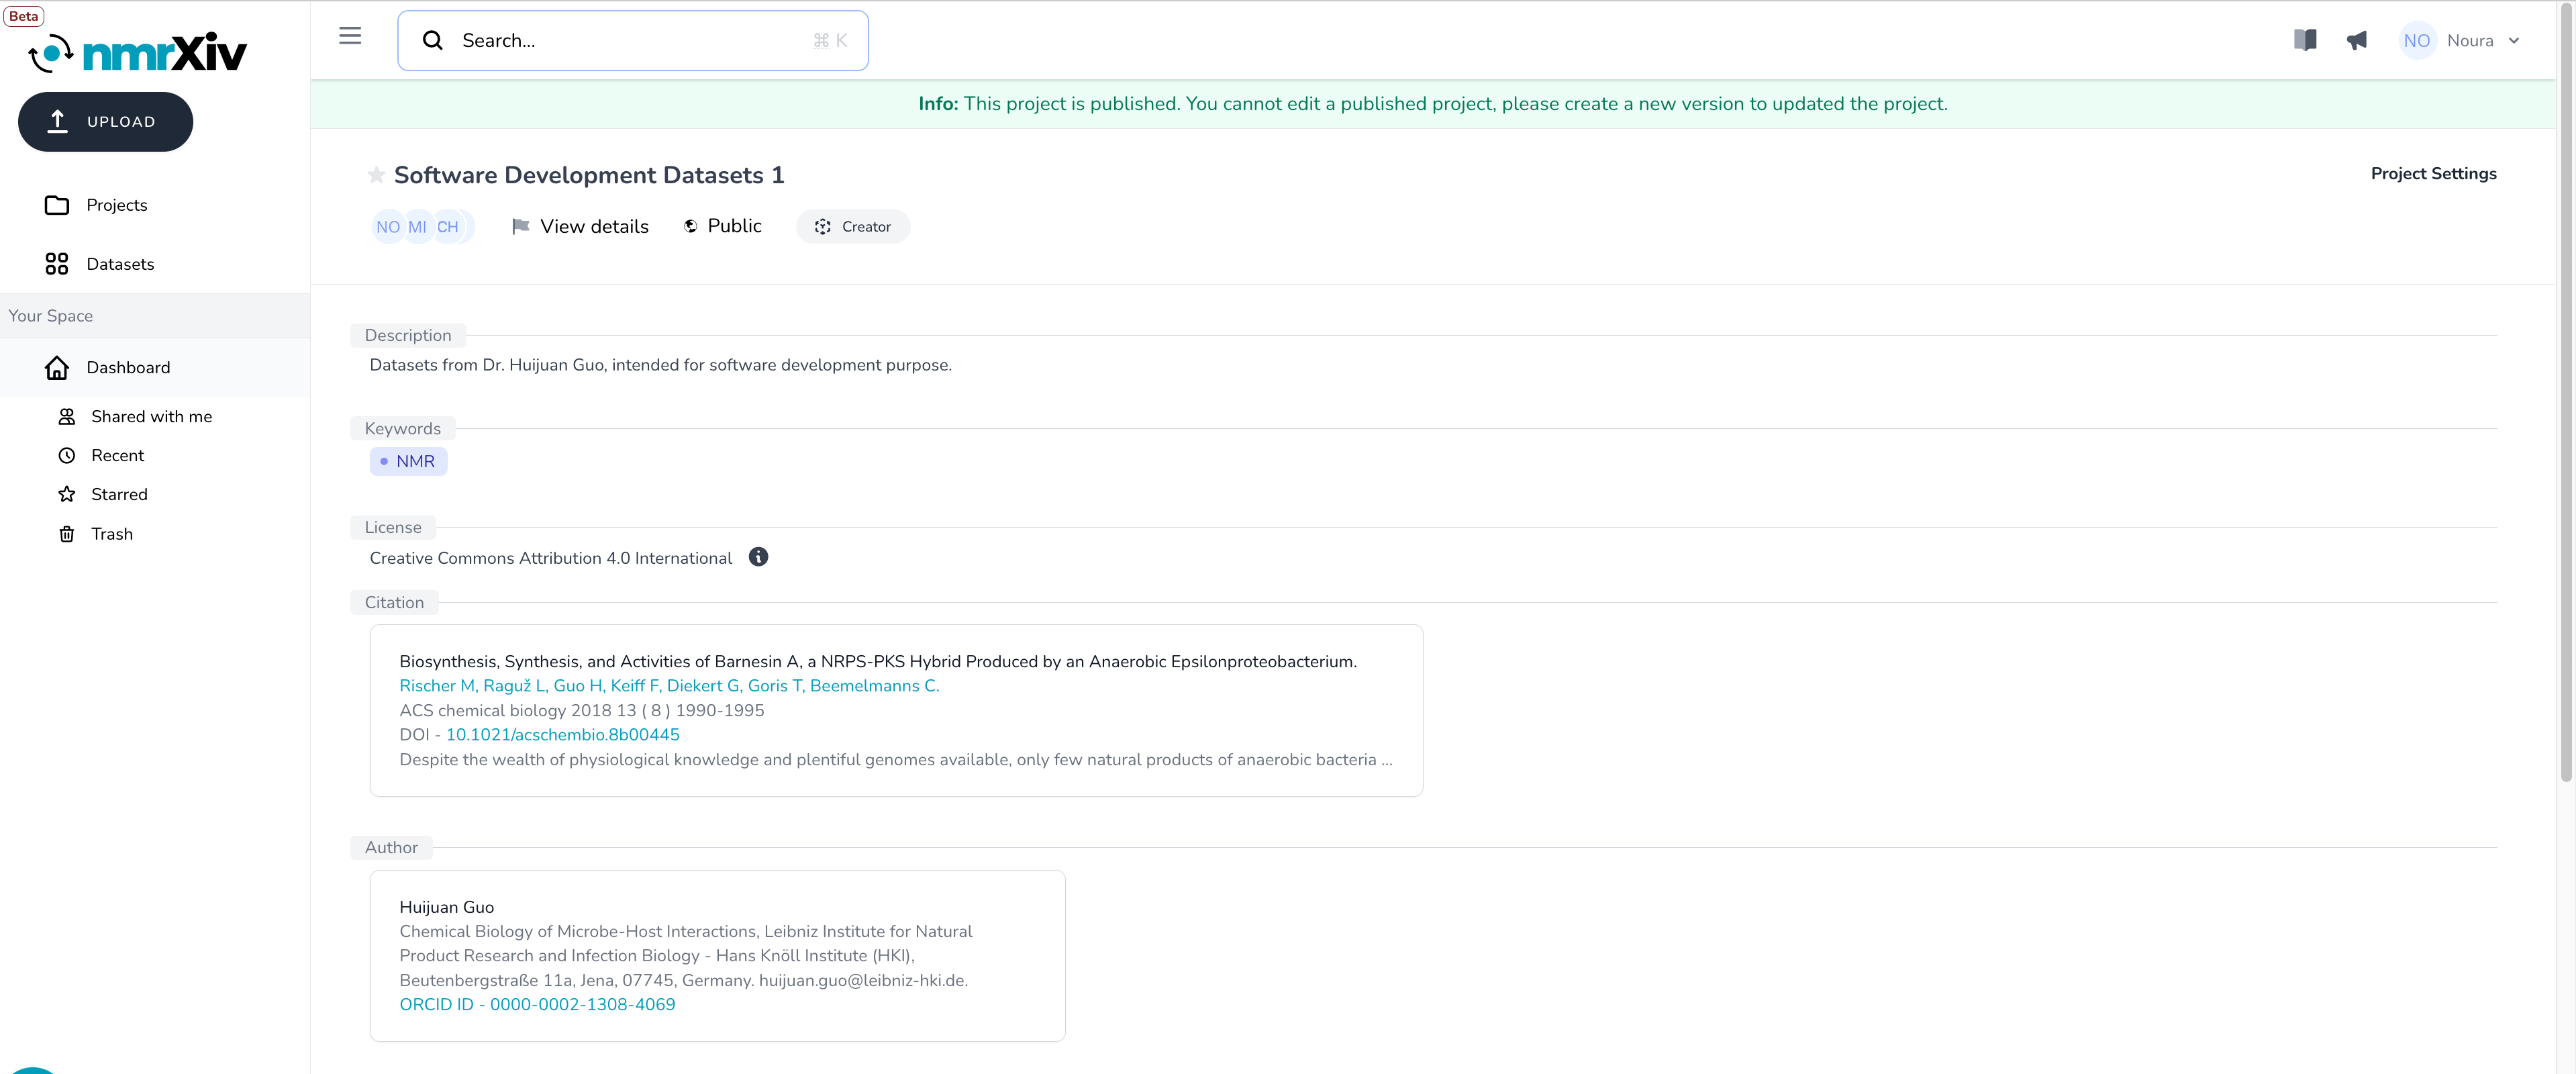 Beta
nmrXiv
UPLOAD
Projects
Datasets
Your Space
Dashboard
Shared with me
Recent
Starred
Trash
Search...
⌘ K
NO
Noura
Info: This project is published. You cannot edit a published project, please create a new version to updated the project.
Software Development Datasets 1
Project Settings
NO MI CH
View details
Public
Creator
Description
Datasets from Dr. Huijuan Guo, intended for software development purpose.
Keywords
NMR
License
Creative Commons Attribution 4.0 International
Citation
Biosynthesis, Synthesis, and Activities of Barnesin A, a NRPS-PKS Hybrid Produced by an Anaerobic Epsilonproteobacterium.
Rischer M, Raguž L, Guo H, Keiff F, Diekert G, Goris T, Beemelmanns C.
ACS chemical biology 2018 13 ( 8 ) 1990-1995
DOI - 10.1021/acschembio.8b00445
Despite the wealth of physiological knowledge and plentiful genomes available, only few natural products of anaerobic bacteria ...
Author
Huijuan Guo
Chemical Biology of Microbe-Host Interactions, Leibniz Institute for Natural
Product Research and Infection Biology - Hans Knöll Institute (HKI),
Beutenbergstraße 11a, Jena, 07745, Germany. huijuan.guo@leibniz-hki.de.
ORCID ID - 0000-0002-1308-4069